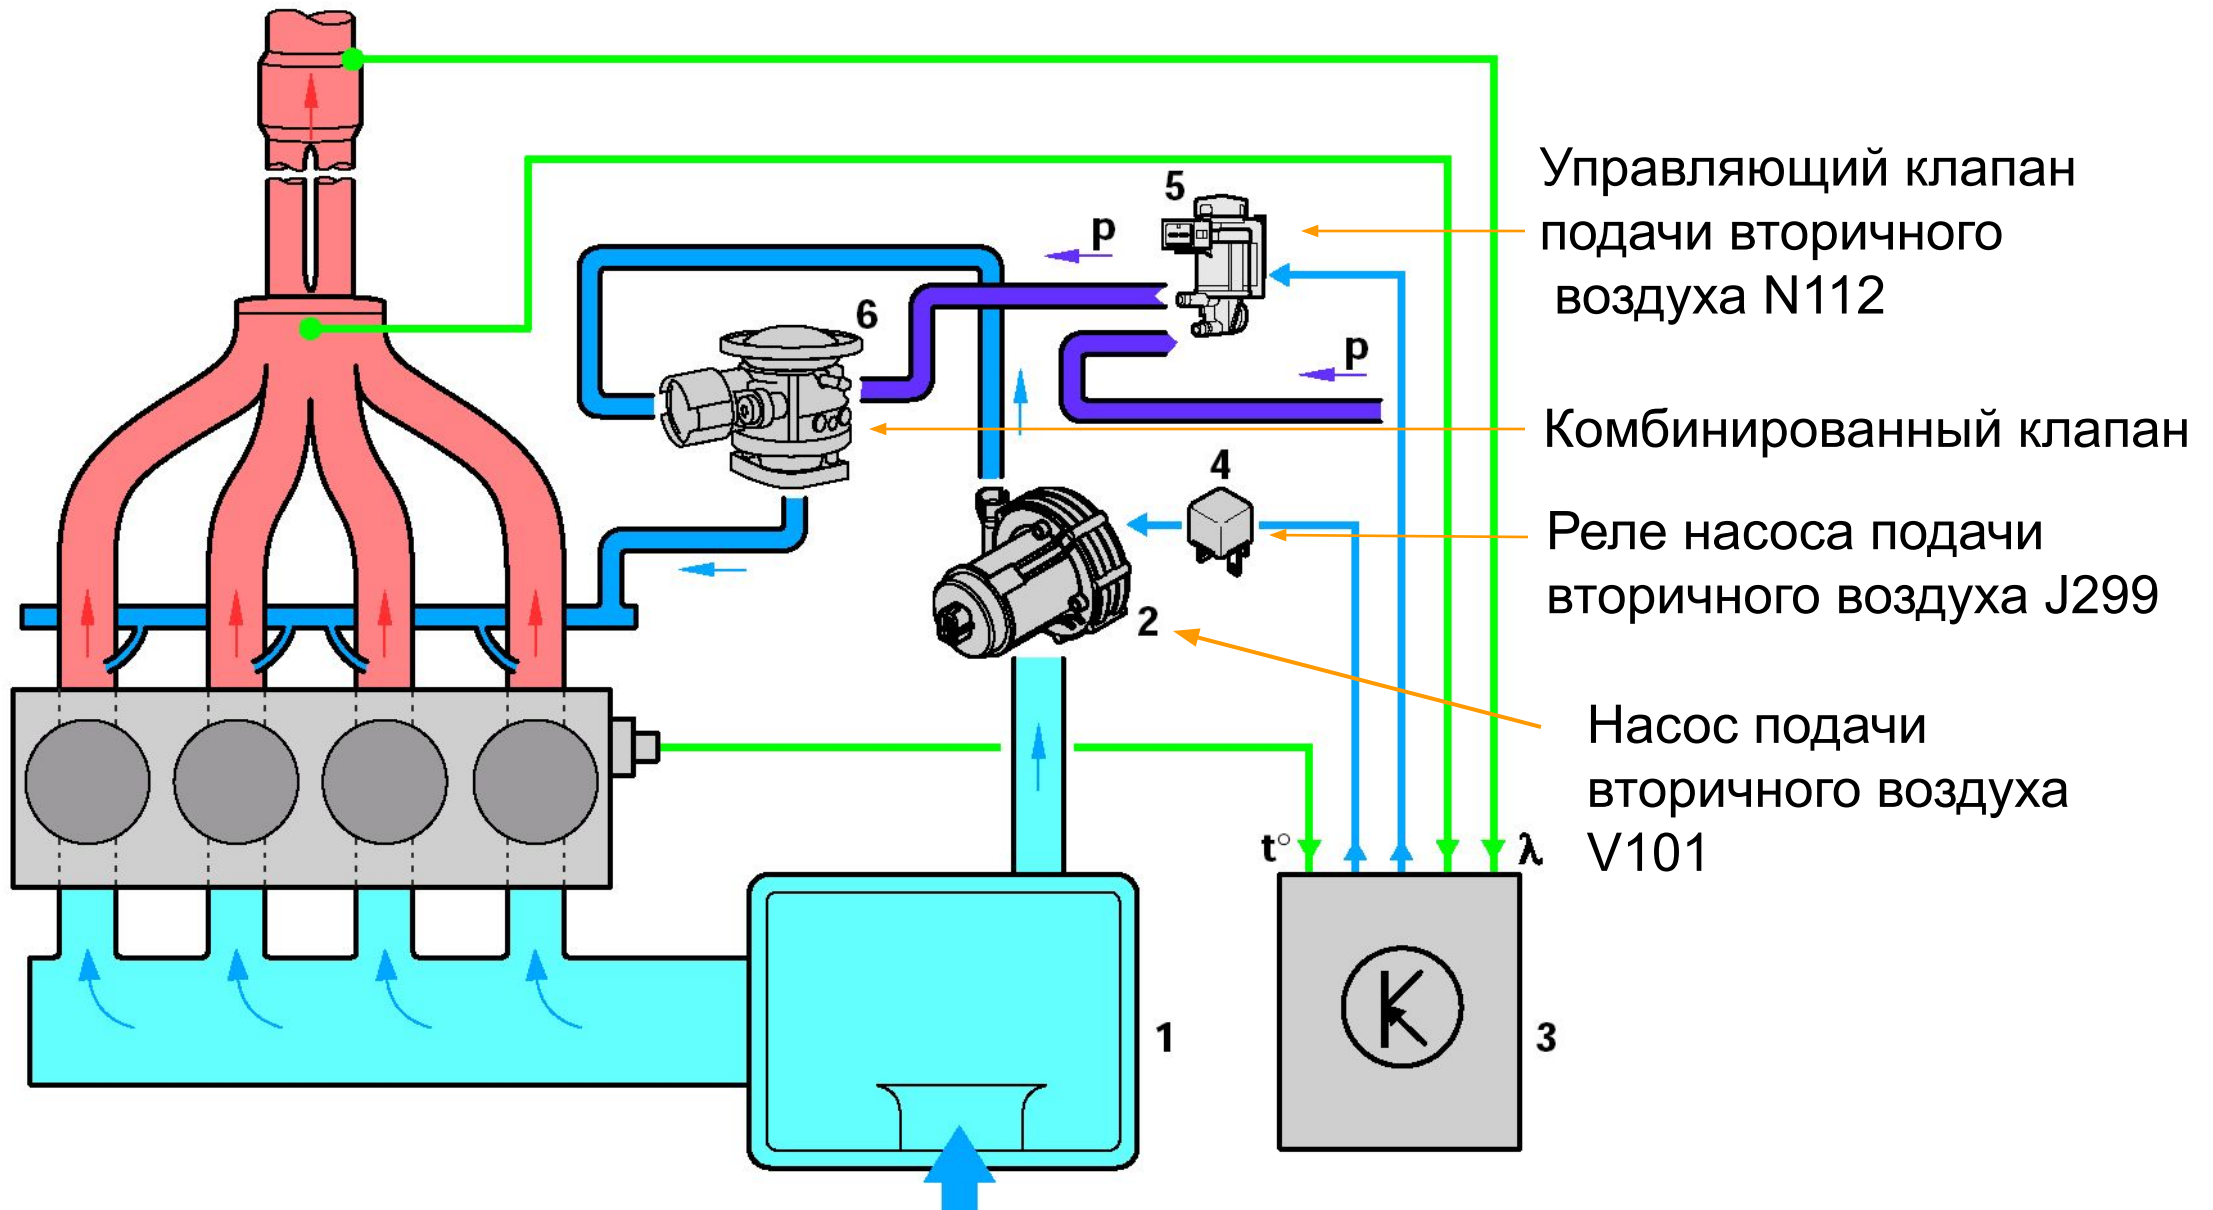 Управляющий клапан
подачи вторичного
воздуха N112
5
p
6
p
Комбинированный клапан
4
Реле насоса подачи
вторичного воздуха J299
2
Насос подачи
вторичного воздуха
V101
t°
λ
1
3